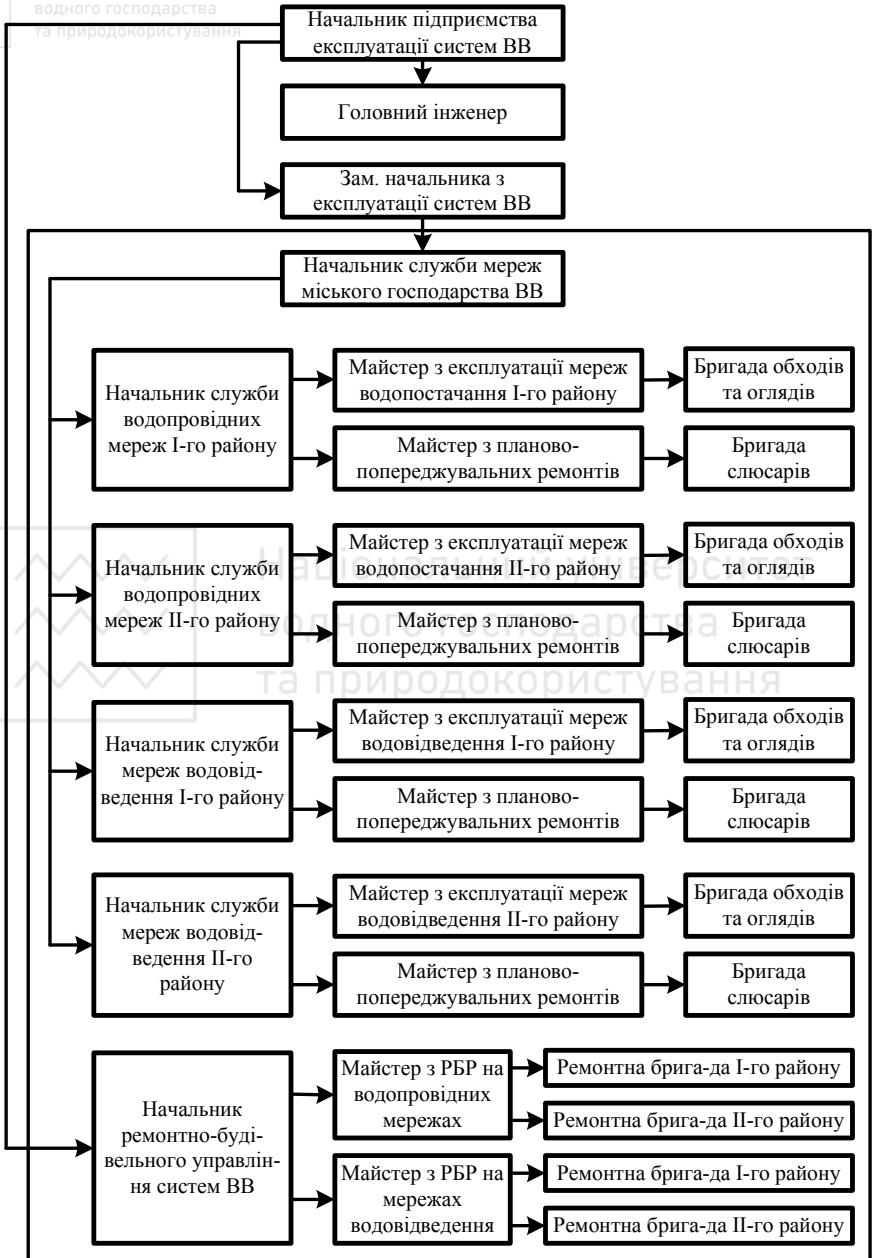 водного господарства
та природокористування
Начальник підприємства
експлуатації систем ВВ
Головний інженер
Зам. начальника з
експлуатації систем ВВ
Начальник служби мереж
міського господарства ВВ
Начальник служби
водопровідних
мереж І-го району
Майстер з експлуатації мереж
водопостачання І-го району
Бригада обходів
та оглядів
Майстер з планово-
попереджувальних ремонтів
Бригада
слюсарів
Начальник служби
водопровідних
мереж ІІ-го району
Майстер з експлуатації мереж
водопостачання ІІ-го району
Бригада обходів
та оглядів
Майстер з планово-
попереджувальних ремонтів
Бригада
слюсарів
Національний університет
водного господарства
та природокористування
Начальник служби
мереж водовід-
ведення І-го району
Майстер з експлуатації мереж
водовідведення І-го району
Бригада обходів
та оглядів
Майстер з планово-
попереджувальних ремонтів
Бригада
слюсарів
Начальник служби
мереж водовід-
ведення ІІ-го
району
Майстер з експлуатації мереж
водовідведення ІІ-го району
Бригада обходів
та оглядів
Майстер з планово-
попереджувальних ремонтів
Бригада
слюсарів
Начальник
ремонтно-буді-
вельного управлін-
ня систем ВВ
Майстер з РБР на
водопровідних
мережах
Ремонтна брига-да І-го району
Ремонтна брига-да ІІ-го району
Майстер з РБР на
мережах
водовідведення
Ремонтна брига-да І-го району
Ремонтна брига-да ІІ-го району